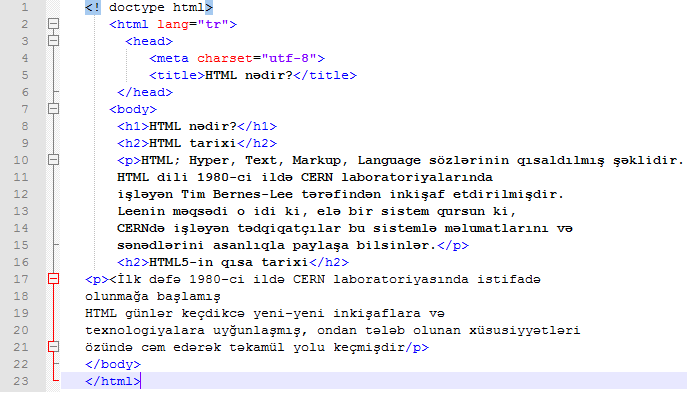 1 <! doctype html>
2 <html lang="tr">
3 <head>
4 <meta charset="utf-8">
5 <title>HTML nədir?</title>
6 </head>
7 <body>
8 <h1>HTML nədir?</h1>
9 <h2>HTML tarixi</h2>
10 <p>HTML; Hyper, Text, Markup, Language sözlərinin qısaldılmış şəklidir.
11 HTML dili 1980-ci ildə CERN laboratoriyalarında
12 işləyən Tim Bernes-Lee tərəfindən inkişaf etdirilmişdir.
13 Leenin məqsədi o idi ki, elə bir sistem qursun ki,
14 CERNdə işləyən tədqiqatçılar bu sistemlə məlumatlarını və
15 sənədlərini asanlıqla paylaşa bilsinlər.</p>
16 <h2>HTML5-in qısa tarixi</h2>
17 <p><İlk dəfə 1980-ci ildə CERN laboratoriyasında istifadə
18 olunmağa başlamış
19 HTML günlər keçdikcə yeni-yeni inkişaflara və
20 texnologiyalara uyğunlaşmış, ondan tələb olunan xüsusiyyətləri
21 özündə cəm edərək təkamül yolu keçmişdir/p>
22 </body>
23 </html>